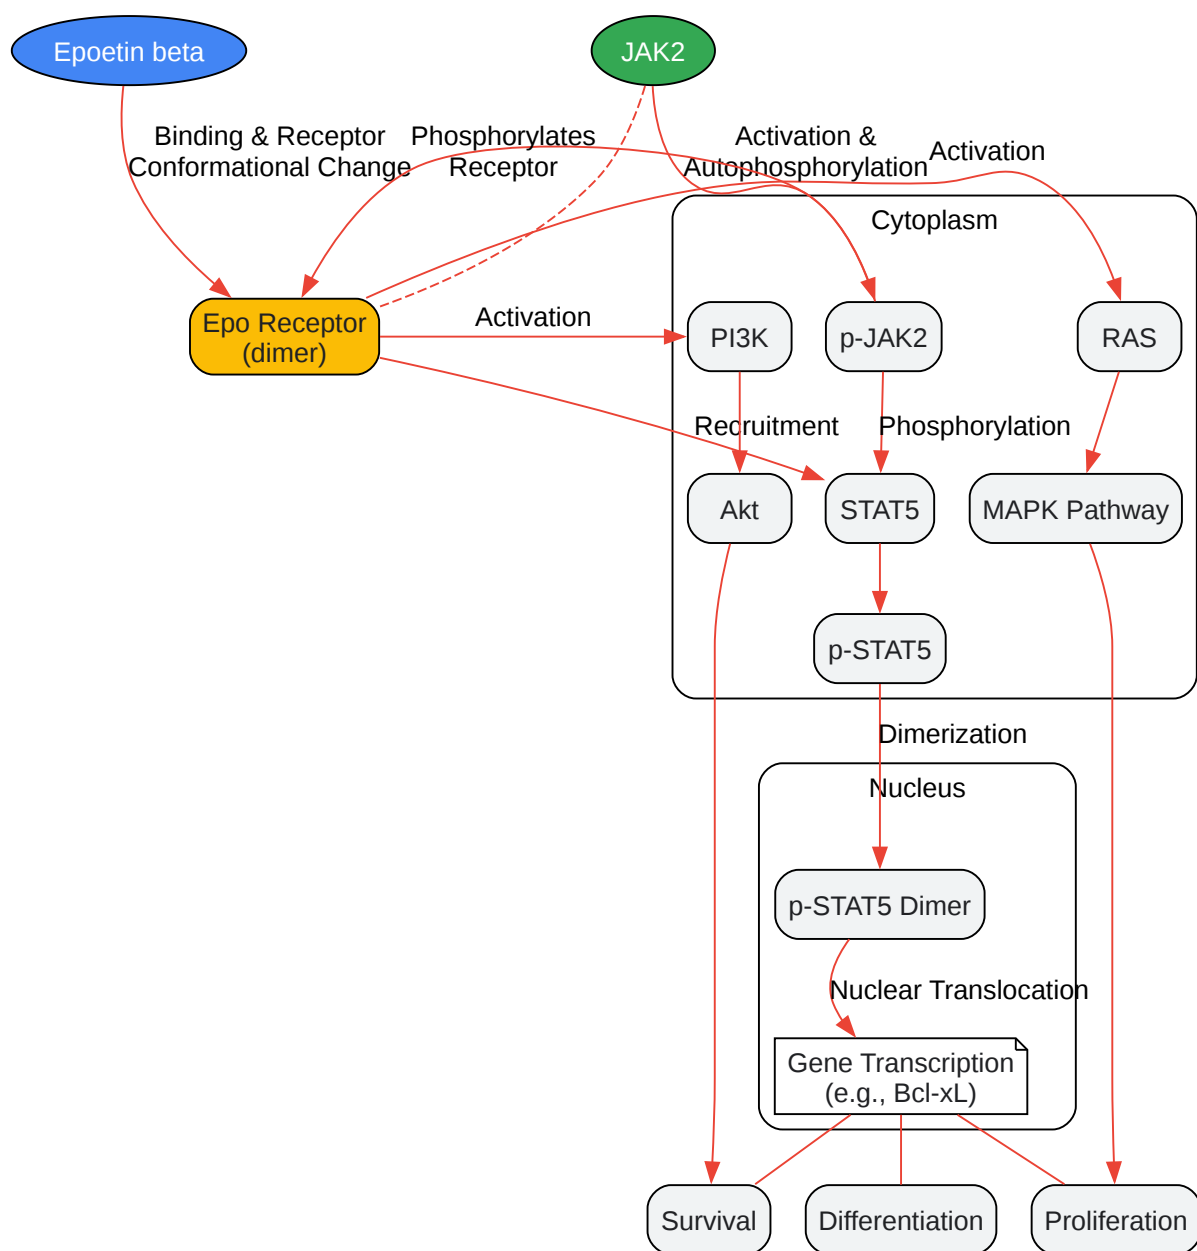 Epoetin beta
JAK2
Binding & Receptor
Conformational Change
Phosphorylates
Receptor
Activation &
Autophosphorylation
Activation
Cytoplasm
Epo Receptor
(dimer)
Activation
PI3K
p-JAK2
RAS
Recruitment
Phosphorylation
Akt
STAT5
MAPK Pathway
p-STAT5
Dimerization
Nucleus
p-STAT5 Dimer
Nuclear Translocation
Gene Transcription
(e.g., Bcl-xL)
Survival
Differentiation
Proliferation